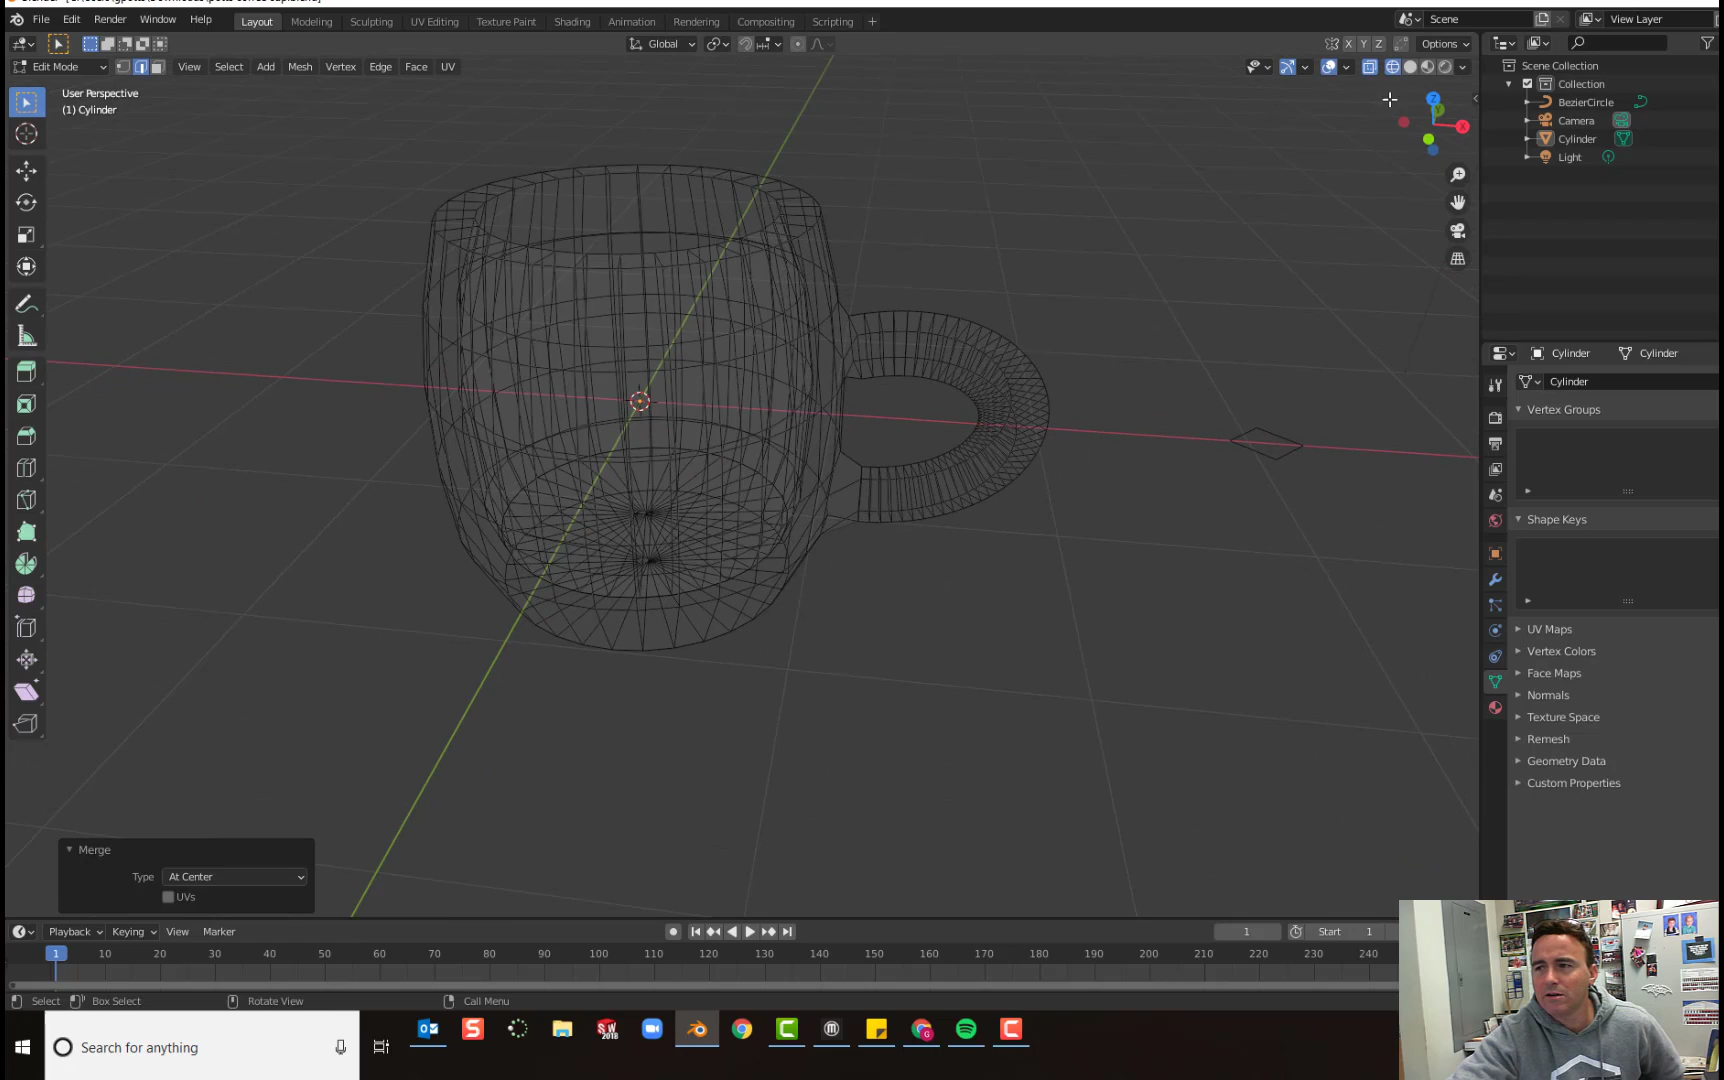 File Edit Render Window Help Layout Modeling Sculpting UV Editing Texture Paint Shading Animation Rendering Compositing Scripting + Scene View Layer
Global X Y Z Options
Edit Mode View Select Add Mesh Vertex Edge Face UV
User Perspective
(1) Cylinder
Z
Y
X
Scene Collection
Collection
BezierCircle
Camera
Cylinder
Light
Cylinder Cylinder
Cylinder
Vertex Groups
Shape Keys
UV Maps
Vertex Colors
Face Maps
Normals
Texture Space
Remesh
Geometry Data
Custom Properties
Merge
Type At Center
UVs
Playback Keying View Marker 1 Start 1
1 10 20 30 40 50 60 70 80 90 100 110 120 130 140 150 160 170 180 190 200 210 220 230 240
Select Box Select Rotate View Call Menu
Search for anything